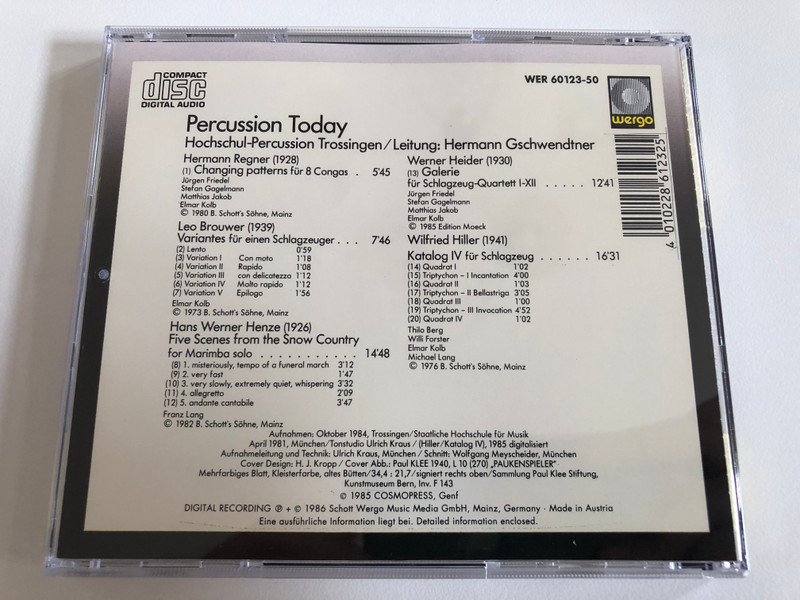 COMPACT
disc
DIGITAL AUDIO
WER 60123-50
wergo
4 010228 612325
Percussion Today
Hochschul-Percussion Trossingen/Leitung: Hermann Gschwendtner
Hermann Regner (1928)
(1) Changing patterns für 8 Congas . 5'45
Jürgen Friedel
Stefan Gagelmann
Matthias Jakob
Elmar Kolb
© 1980 B. Schott's Söhne, Mainz
Leo Brouwer (1939)
Variantes für einen Schlagzeuger . . . 7'46
(2) Lento 0'59
(3) Variation I Con moto 1'18
(4) Variation II Rapido 1'08
(5) Variation III con delicatezza 1'12
(6) Variation IV Molto rapido 1'12
(7) Variation V Epilogo 1'56
Elmar Kolb
© 1973 B. Schott's Söhne, Mainz
Hans Werner Henze (1926)
Five Scenes from the Snow Country
for Marimba solo . . . . . . . . . . . 14'48
(8) 1. misteriously, tempo of a funeral march 3'12
(9) 2. very fast 1'47
(10) 3. very slowly, extremely quiet, whispering 3'32
(11) 4. allegretto 2'09
(12) 5. andante cantabile 3'47
Franz Lang
© 1982 B. Schott's Söhne, Mainz
Werner Heider (1930)
(13) Galerie
für Schlagzeug-Quartett I-XII . . . . . 12'41
Jürgen Friedel
Stefan Gagelmann
Matthias Jakob
Elmar Kolb
© 1985 Edition Moeck
Wilfried Hiller (1941)
Katalog IV für Schlagzeug . . . . . . 16'31
(14) Quadrat I 1'02
(15) Triptychon – I Incantation 4'00
(16) Quadrat II 1'03
(17) Triptychon – II Bellastriga 3'05
(18) Quadrat III 1'00
(19) Triptychon – III Invocation 4'52
(20) Quadrat IV 1'02
Thilo Berg
Willi Forster
Elmar Kolb
Michael Lang
© 1976 B. Schott's Söhne, Mainz
Aufnahmen: Oktober 1984, Trossingen/Staatliche Hochschule für Musik
April 1981, München/Tonstudio Ulrich Kraus / (Hiller/Katalog IV), 1985 digitalisiert
Aufnahmeleitung und Technik: Ulrich Kraus, München / Schnitt: Wolfgang Meyscheider, München
Cover Design: H. J. Kropp / Cover Abb.: Paul KLEE 1940, L 10 (270) „PAUKENSPIELER"
Mehrfarbiges Blatt, Kleisterfarbe, altes Bütten/34,4 : 21,7/signiert rechts oben/Sammlung Paul Klee Stiftung,
Kunstmuseum Bern, Inv. F 143
© 1985 COSMOPRESS, Genf
DIGITAL RECORDING ℗ + © 1986 Schott Wergo Music Media GmbH, Mainz, Germany · Made in Austria
Eine ausführliche Information liegt bei. Detailed information enclosed.